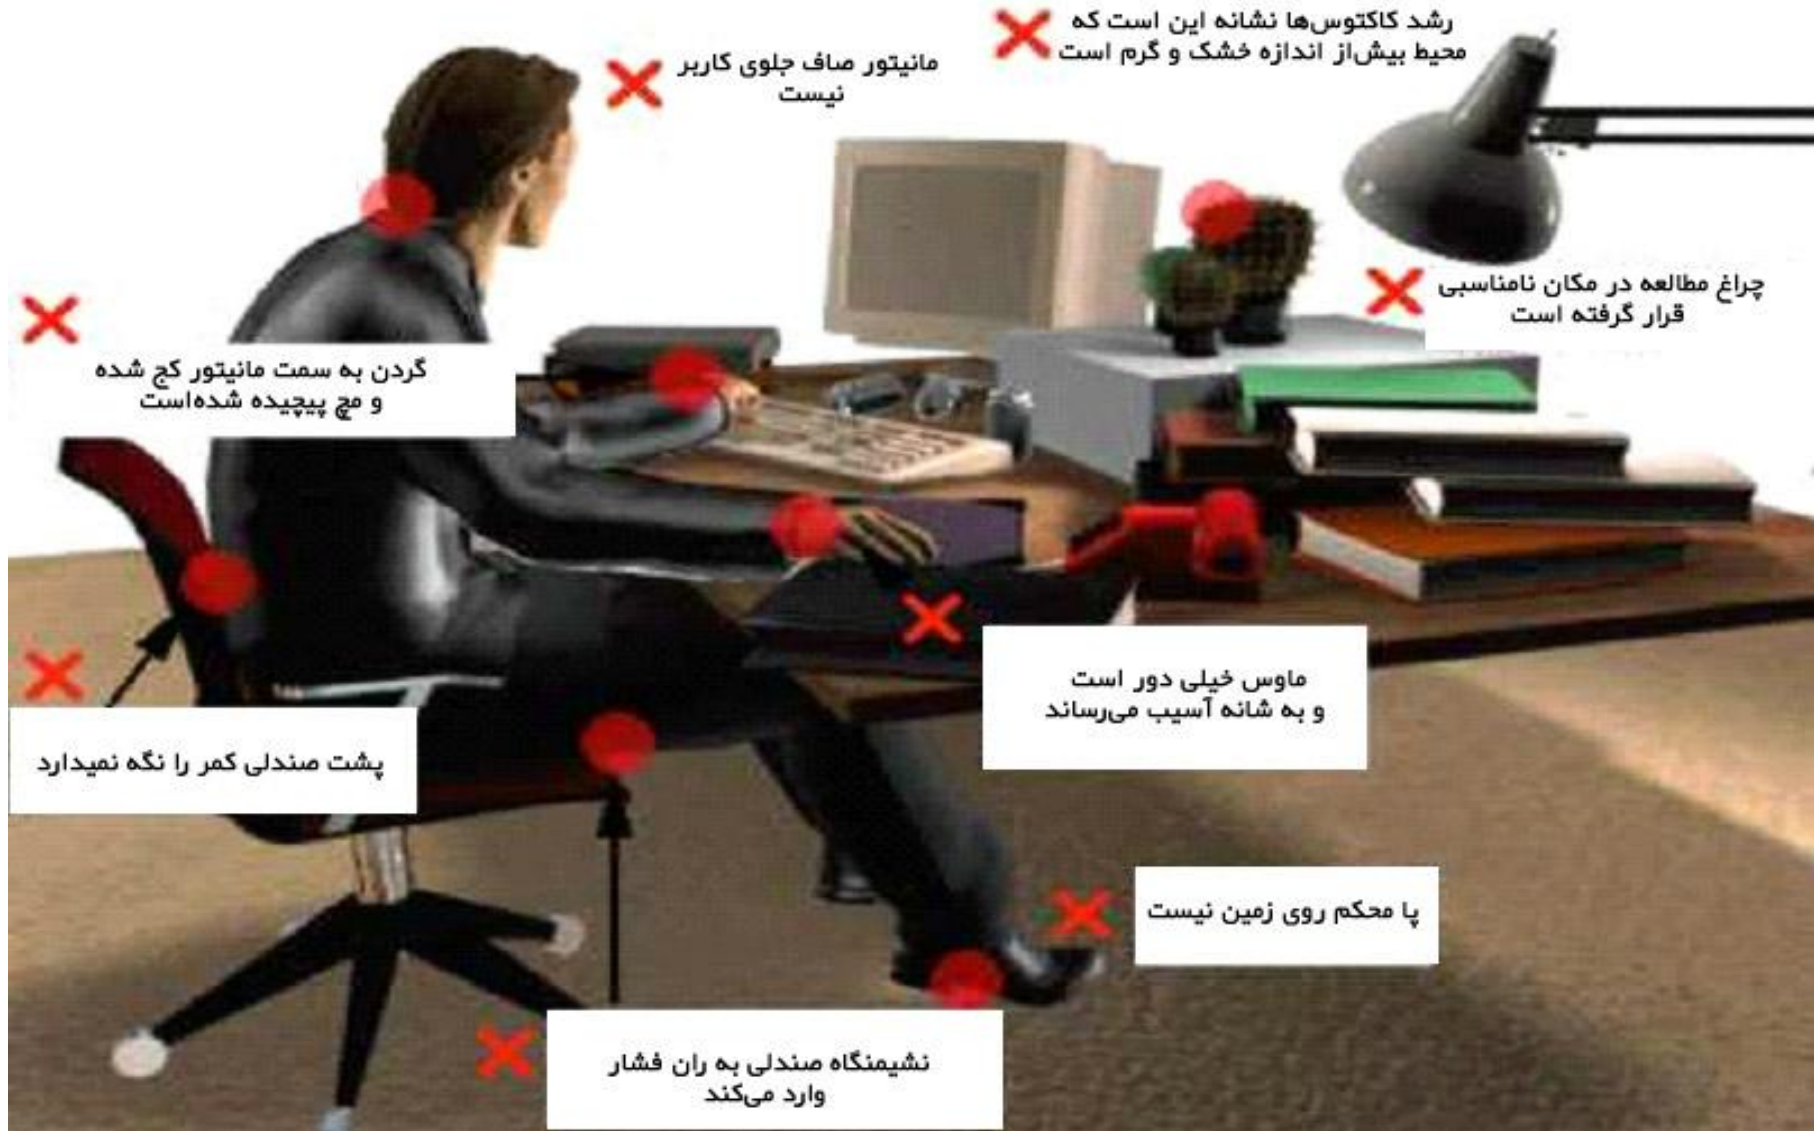 رشد کاکتوس‌ها نشانه این است که
محیط بیش‌از اندازه خشک و گرم است
مانیتور صاف جلوی کاربر
نیست
چراغ مطالعه در مکان نامناسبی
قرار گرفته است
گردن به سمت مانیتور کج شده
و مچ پیچیده شده‌است
ماوس خیلی دور است
و به شانه آسیب می‌رساند
پشت صندلی کمر را نگه نمیدارد
پا محکم روی زمین نیست
نشیمنگاه صندلی به ران فشار
وارد می‌کند